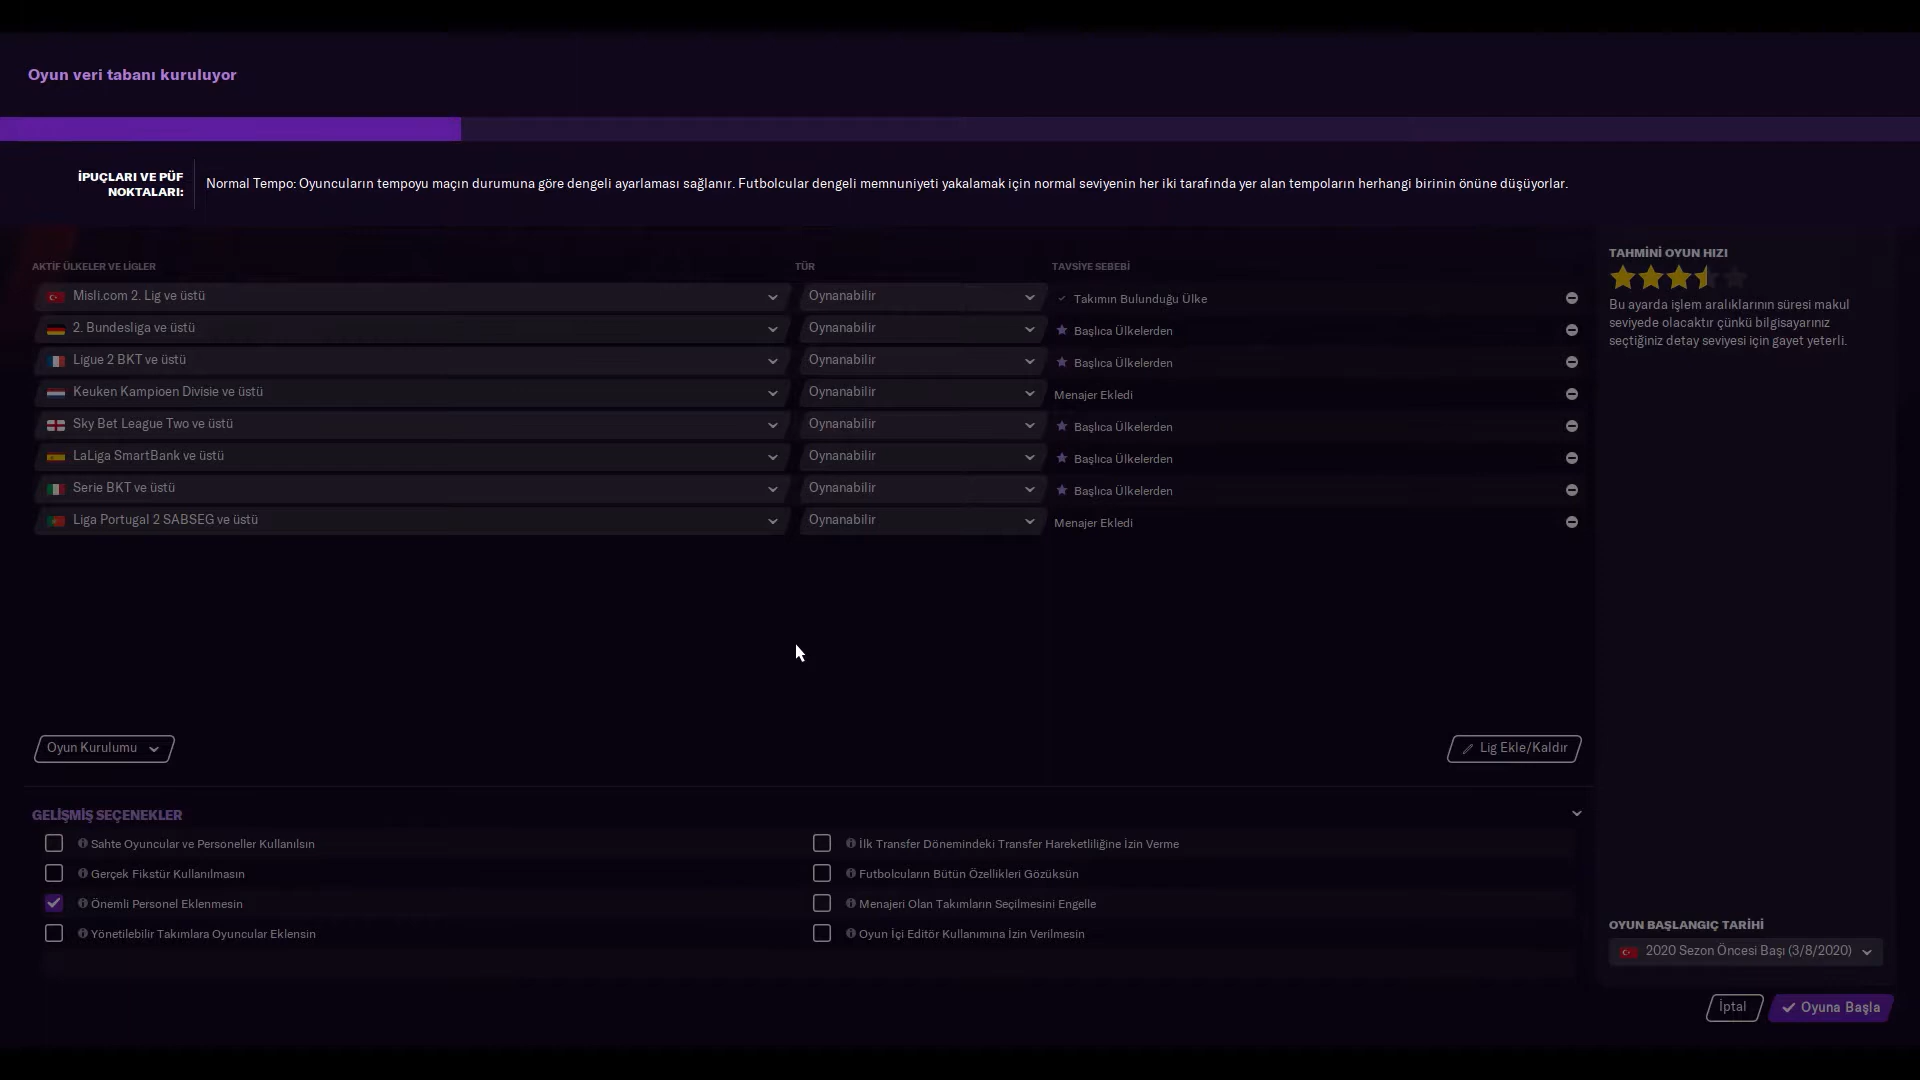 Oyun veri tabanı kuruluyor
İPUÇLARI VE PÜF
NOKTALARI:
Normal Tempo: Oyuncuların tempoyu maçın durumuna göre dengeli ayarlaması sağlanır. Futbolcular dengeli memnuniyeti yakalamak için normal seviyenin her iki tarafında yer alan tempoların herhangi birinin önüne düşüyorlar.
AKTİF ÜLKELER VE LİGLER TÜR TAVSİYE SEBEBİ
Misli.com 2. Lig ve üstü Oynanabilir Takımın Bulunduğu Ülke
2. Bundesliga ve üstü Oynanabilir Başlıca Ülkelerden
Ligue 2 BKT ve üstü Oynanabilir Başlıca Ülkelerden
Keuken Kampioen Divisie ve üstü Oynanabilir Menajer Ekledi
Sky Bet League Two ve üstü Oynanabilir Başlıca Ülkelerden
LaLiga SmartBank ve üstü Oynanabilir Başlıca Ülkelerden
Serie BKT ve üstü Oynanabilir Başlıca Ülkelerden
Liga Portugal 2 SABSEG ve üstü Oynanabilir Menajer Ekledi
TAHMİNİ OYUN HIZI
Bu ayarda işlem aralıklarının süresi makul
seviyede olacaktır çünkü bilgisayarınız
seçtiğiniz detay seviyesi için gayet yeterli.
Oyun Kurulumu Lig Ekle/Kaldır
GELİŞMİŞ SEÇENEKLER
Sahte Oyuncular ve Personeller Kullanılsın İlk Transfer Dönemindeki Transfer Hareketliliğine İzin Verme
Gerçek Fikstür Kullanılmasın Futbolcuların Bütün Özellikleri Gözüksün
Önemli Personel Eklenmesin Menajeri Olan Takımların Seçilmesini Engelle
Yönetilebilir Takımlara Oyuncular Eklensin Oyun İçi Editör Kullanımına İzin Verilmesin
OYUN BAŞLANGIÇ TARİHİ
2020 Sezon Öncesi Başı (3/8/2020)
İptal Oyuna Başla